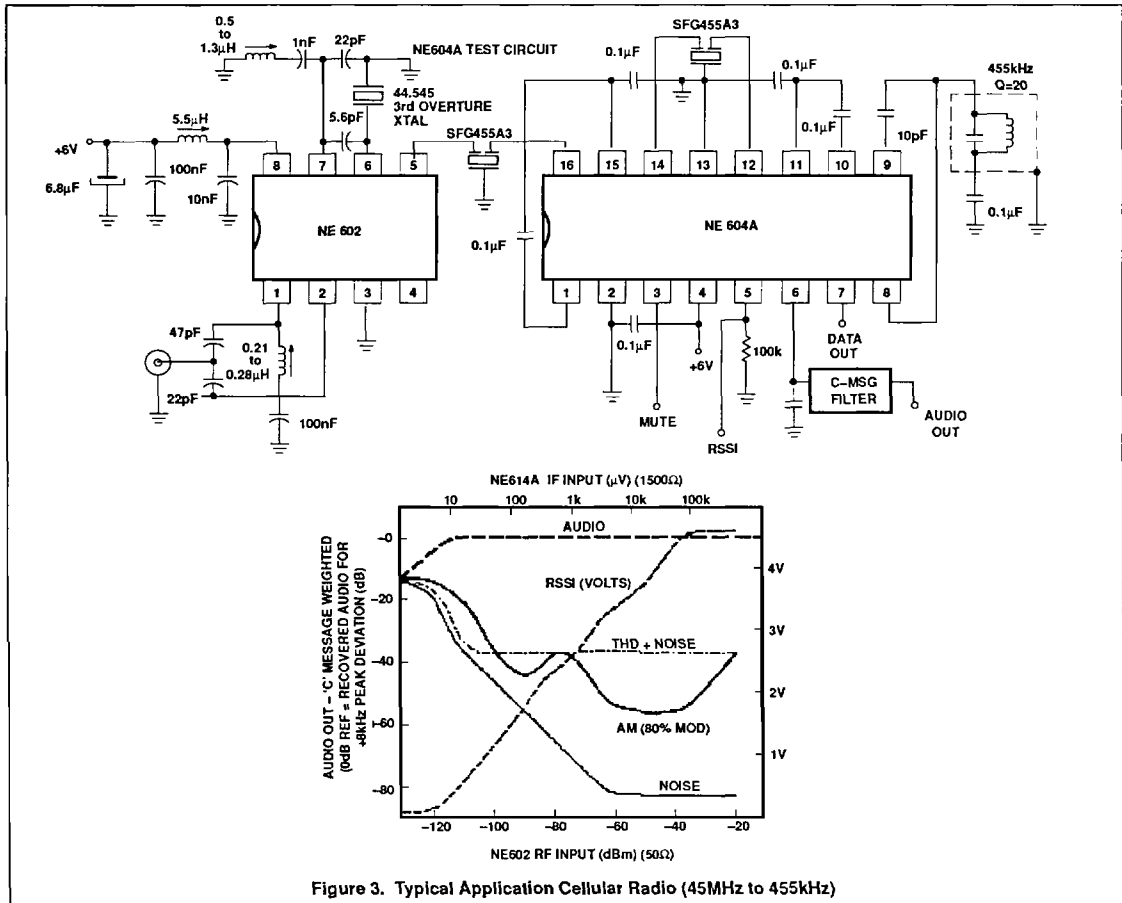 0.5
to
1.3µH
1nF
22pF
NE604A TEST CIRCUIT
44.545
3rd OVERTURE
XTAL
5.6pF
5.5µH
+6V
6.8µF
100nF
10nF
SFG455A3
8
7
6
5
NE 602
1
2
3
4
47pF
0.21
to
0.28µH
22pF
100nF
SFG455A3
0.1µF
0.1µF
0.1µF
10pF
455kHz
Q=20
0.1µF
16
15
14
13
12
11
10
9
0.1µF
NE 604A
1
2
3
4
5
6
7
8
0.1µF
+6V
100k
MUTE
RSSI
DATA
OUT
C–MSG
FILTER
AUDIO
OUT
NE614A IF INPUT (µV) (1500Ω)
10
100
1k
10k
100k
AUDIO
RSSI (VOLTS)
THD + NOISE
AM (80% MOD)
NOISE
–0
–20
–40
–60
–80
4V
3V
2V
1V
AUDIO OUT – 'C' MESSAGE WEIGHTED
(0dB REF = RECOVERED AUDIO FOR
+8kHz PEAK DEVIATION (dB)
–120
–100
–80
–60
–40
–20
NE602 RF INPUT (dBm) (50Ω)
Figure 3. Typical Application Cellular Radio (45MHz to 455kHz)